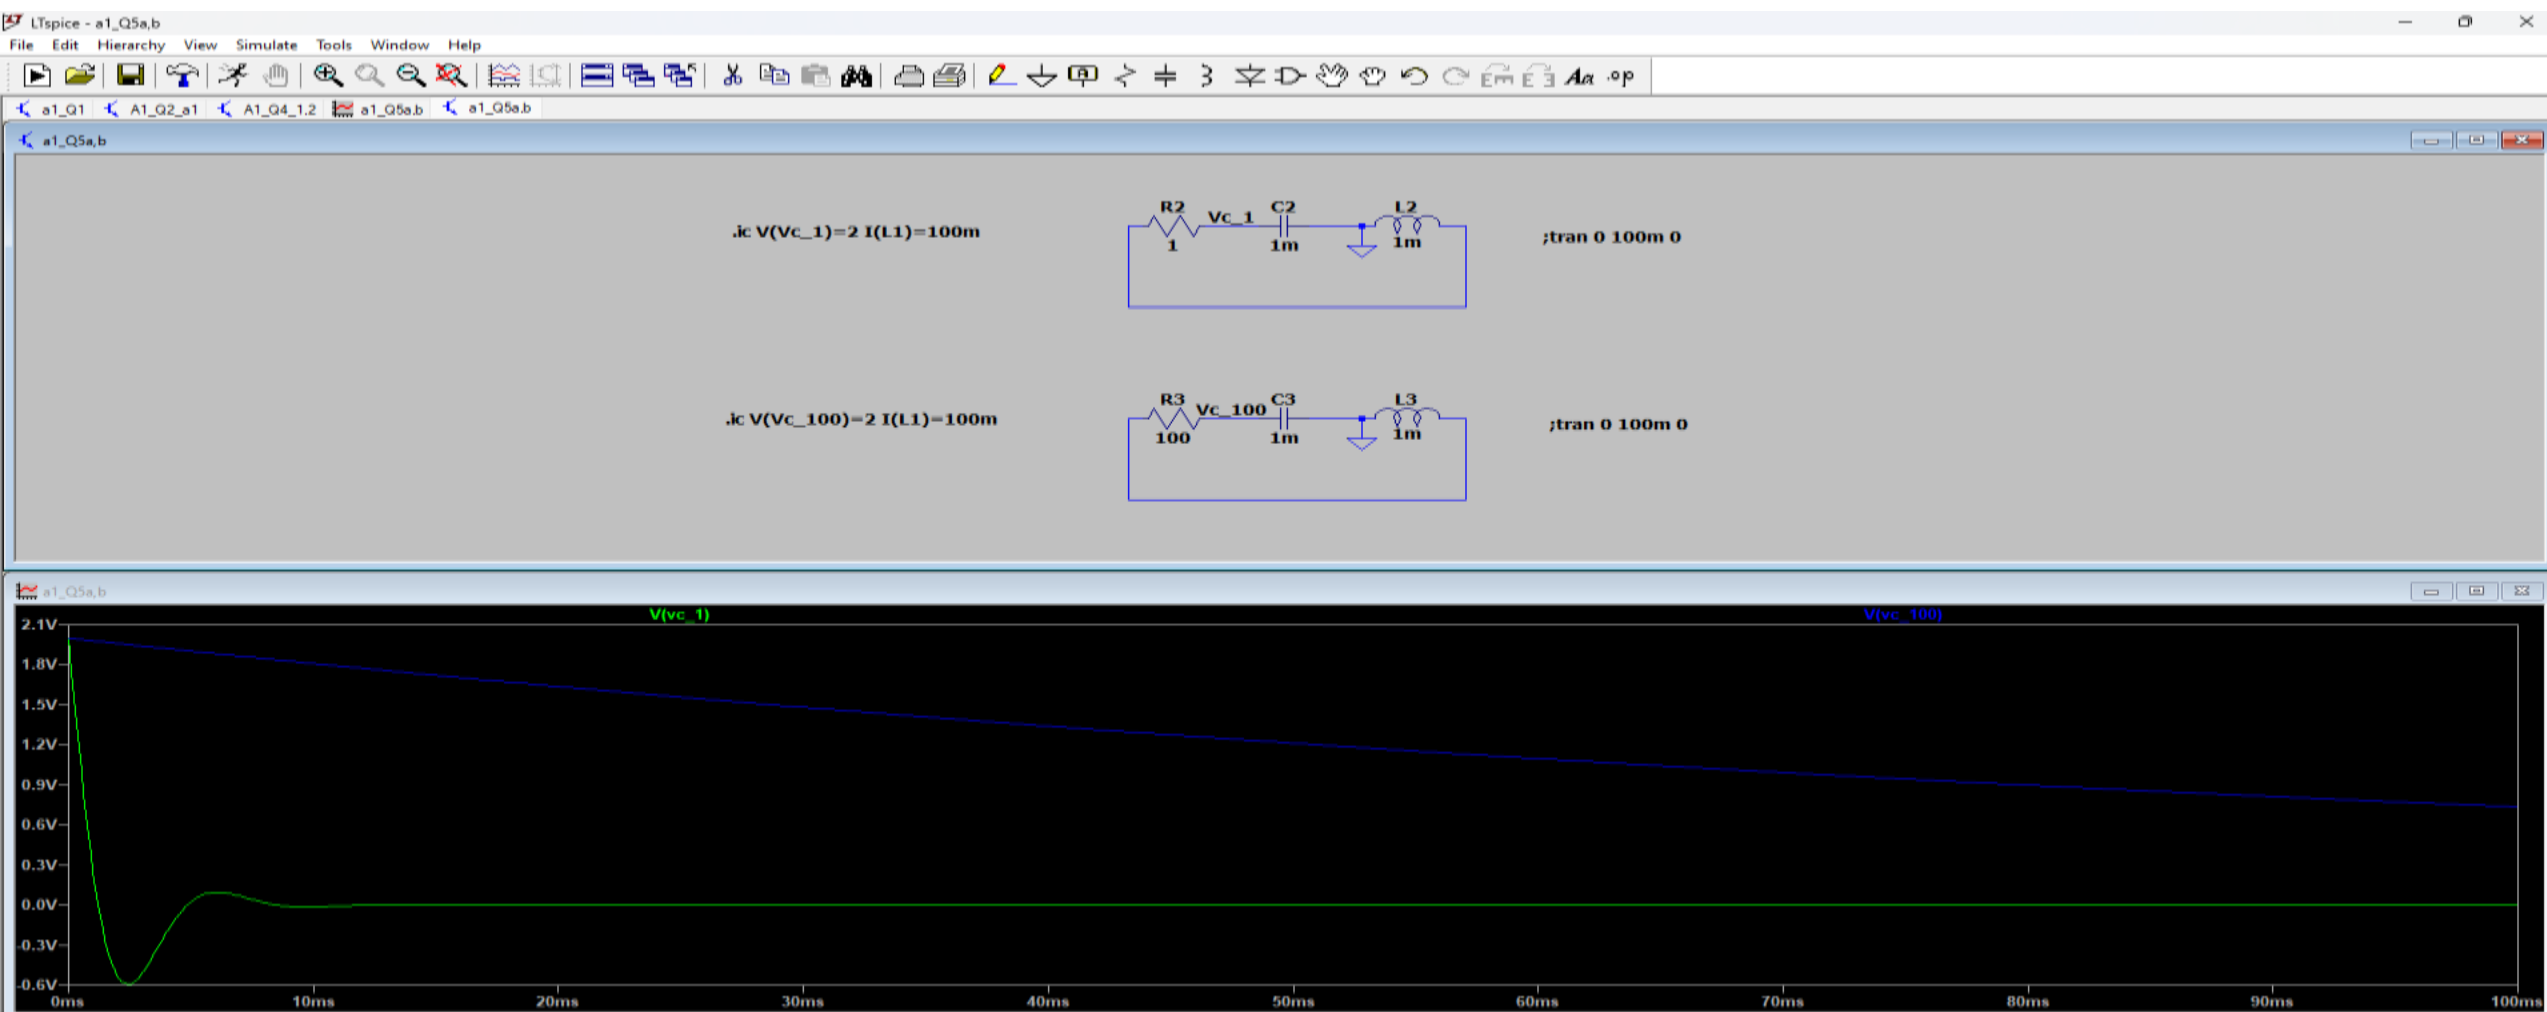 LTspice - a1_Q5a,b
File Edit Hierarchy View Simulate Tools Window Help
a1_Q1 A1_Q2_a1 A1_Q4_1.2 a1_Q5a.b a1_Q5a.b
a1_Q5a,b
R2 Vc_1 C2 L2
.ic V(Vc_1)=2 I(L1)=100m
1 1m 1m
;tran 0 100m 0
R3 Vc_100 C3 L3
.ic V(Vc_100)=2 I(L1)=100m
100 1m 1m
;tran 0 100m 0
a1_Q5a,b
V(vc_1) V(vc_100)
2.1V
1.8V
1.5V
1.2V
0.9V
0.6V
0.3V
0.0V
-0.3V
-0.6V
0ms 10ms 20ms 30ms 40ms 50ms 60ms 70ms 80ms 90ms 100ms